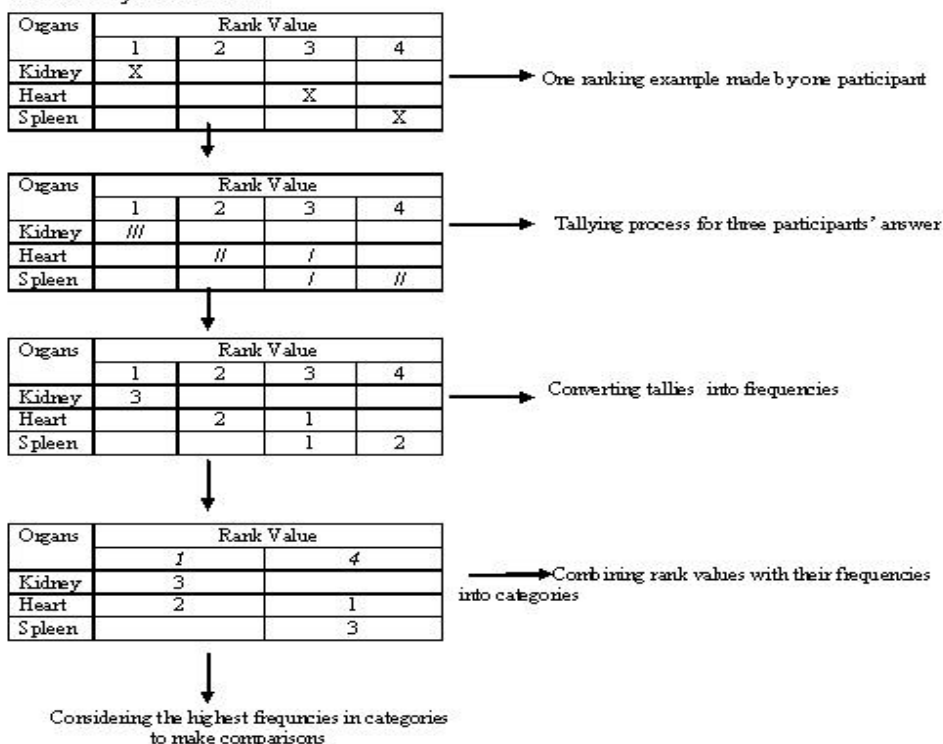 Organs Rank Value
1 2 3 4
Kidney X
Heart X
Spleen X
One ranking example made by one participant
Organs Rank Value
1 2 3 4
Kidney ///
Heart // /
Spleen / //
Tallying process for three participants' answer
Organs Rank Value
1 2 3 4
Kidney 3
Heart 2 1
Spleen 1 2
Converting tallies into frequencies
Organs Rank Value
1 4
Kidney 3
Heart 2 1
Spleen 3
Combining rank values with their frequencies
into categories
Considering the highest frequncies in categories
to make comparisons